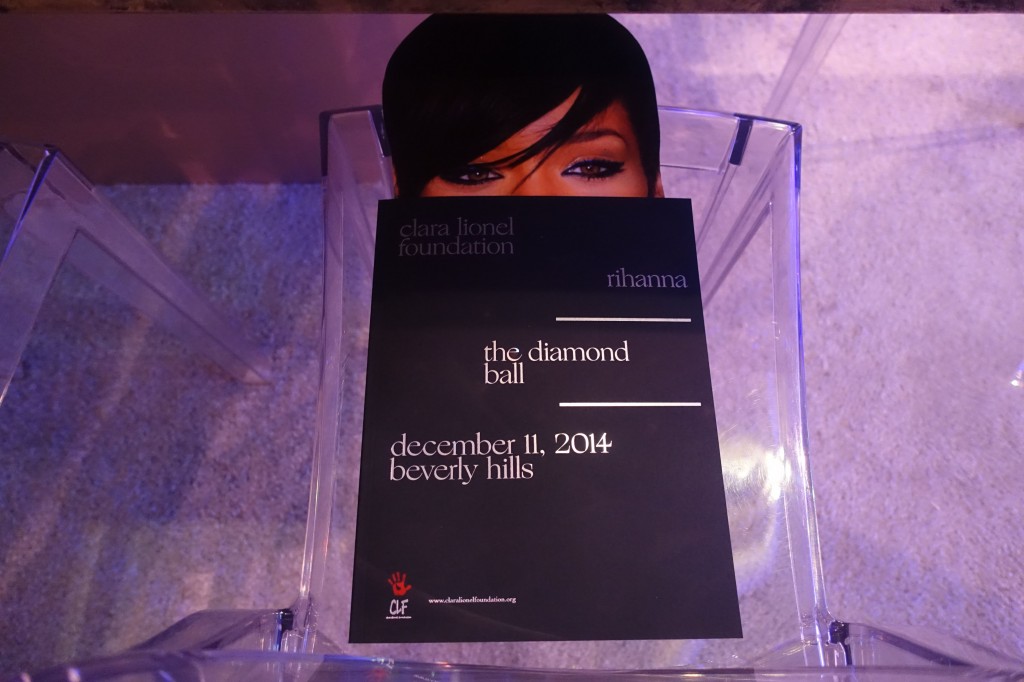 clara lionel
foundation
rihanna
the diamond
ball
december 11, 2014
beverly hills
CLF
www.claralionelfoundation.org